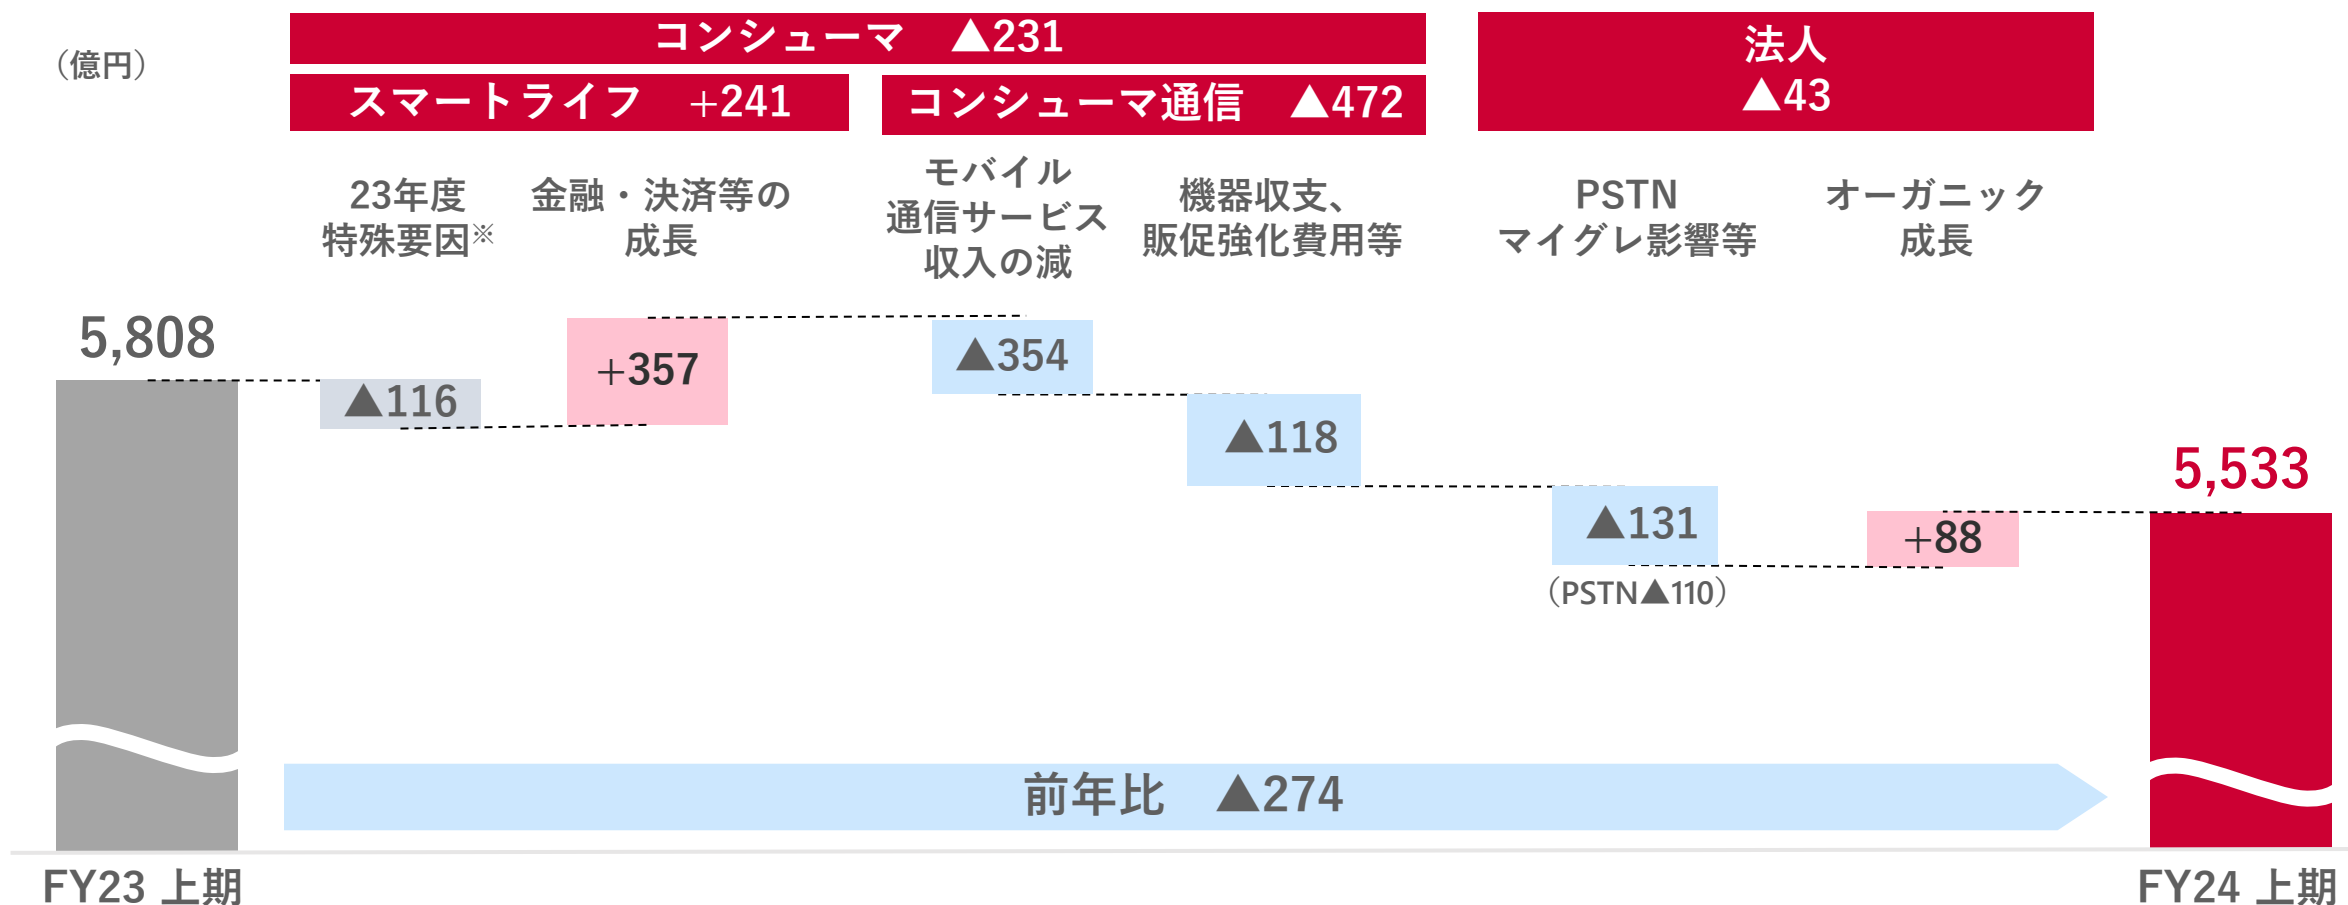 （億円）
コンシューマ　▲231
スマートライフ　+241
コンシューマ通信　▲472
法人
▲43
23年度
特殊要因※
金融・決済等の
成長
モバイル
通信サービス
収入の減
機器収支、
販促強化費用等
PSTN
マイグレ影響等
オーガニック
成長
5,808
▲116
+357
▲354
▲118
▲131
（PSTN▲110）
+88
5,533
前年比　▲274
FY23 上期
FY24 上期